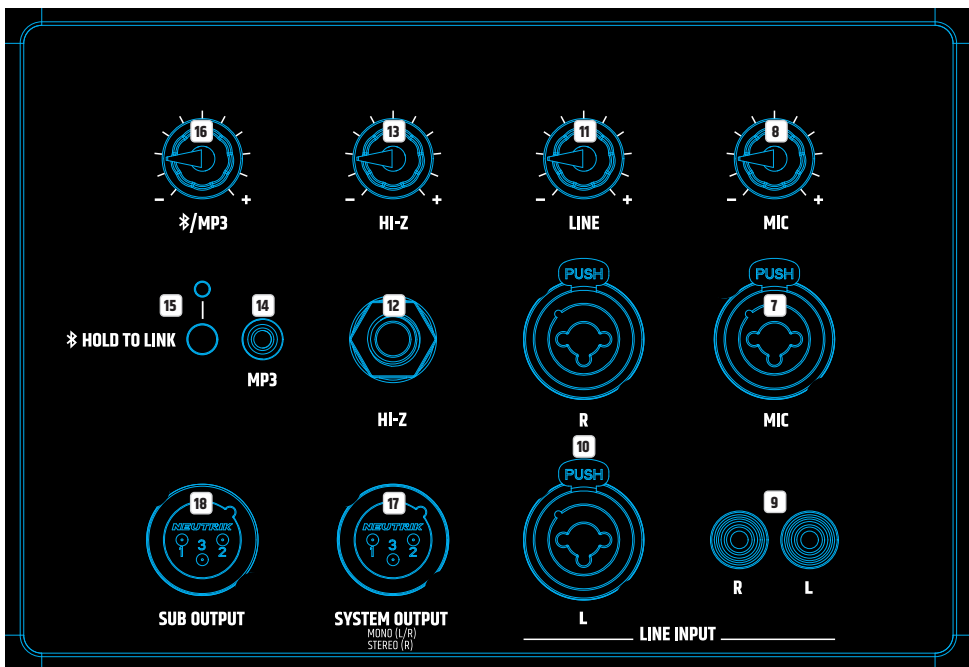 16 13 11 8
- + - + - + - +
/MP3 HI-Z LINE MIC
PUSH PUSH
15 14 12 7
HOLD TO LINK
MP3
HI-Z R MIC
10
PUSH
18 17 9
NEUTRIK NEUTRIK
1 3 2 1 3 2
R L
SUB OUTPUT SYSTEM OUTPUT L
MONO (L/R)
STEREO (R)
LINE INPUT